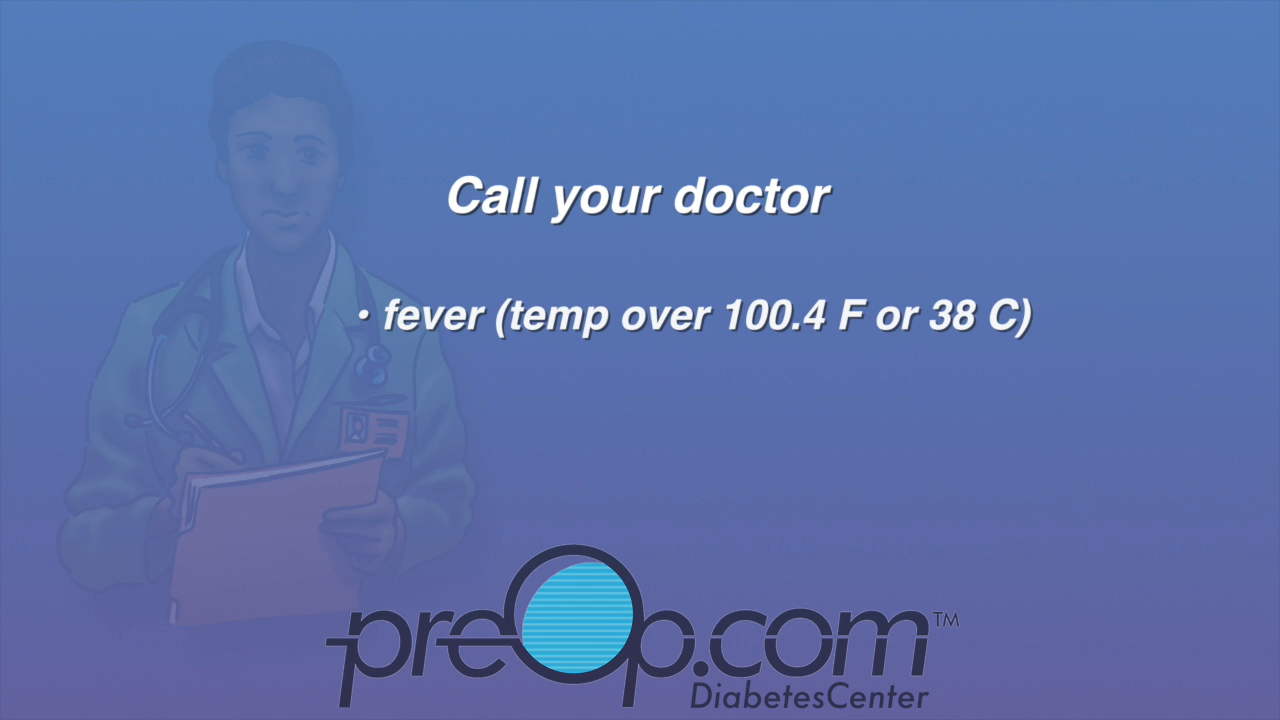 Call your doctor
• fever (temp over 100.4 F or 38 C)
preOp.com™
DiabetesCenter